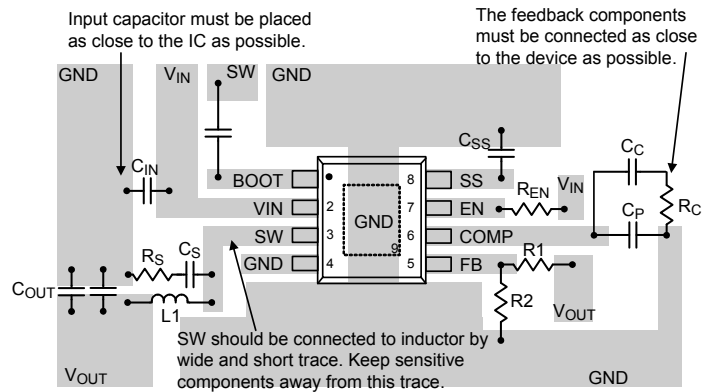 Input capacitor must be placed
as close to the IC as possible.
The feedback components
must be connected as close
to the device as possible.
GND
VIN
SW
GND
CSS
CIN
BOOT
8
SS
REN
VIN
CC
RC
VIN
2
7
EN
GND
CP
SW
3
6
COMP
RS
CS
9
GND
4
5
FB
R1
COUT
L1
R2
VOUT
SW should be connected to inductor by
wide and short trace. Keep sensitive
components away from this trace.
VOUT
GND